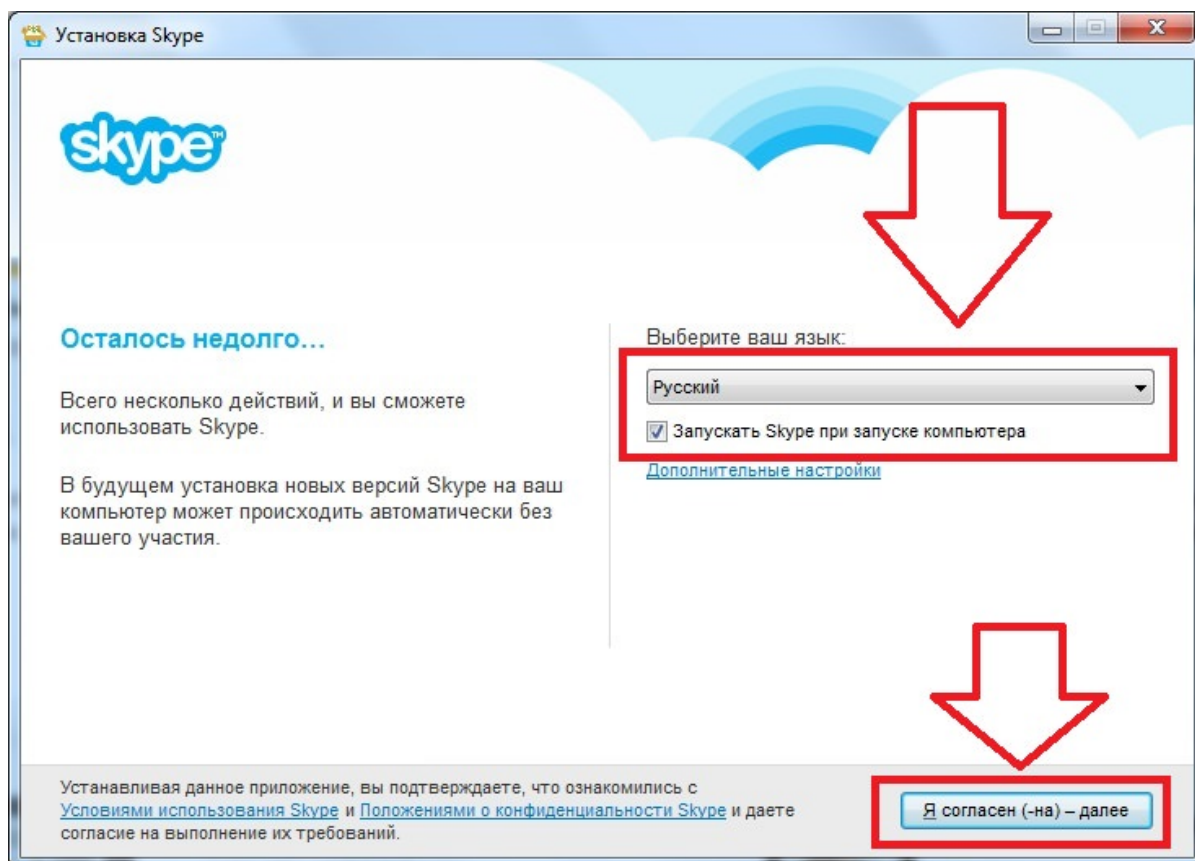 Установка Skype
skype™
Осталось недолго...
Всего несколько действий, и вы сможете
использовать Skype.
В будущем установка новых версий Skype на ваш
компьютер может происходить автоматически без
вашего участия.
Выберите ваш язык:
Русский
Запускать Skype при запуске компьютера
Дополнительные настройки
Устанавливая данное приложение, вы подтверждаете, что ознакомились с
Условиями использования Skype и Положениями о конфиденциальности Skype и даете
согласие на выполнение их требований.
Я согласен (-на) – далее